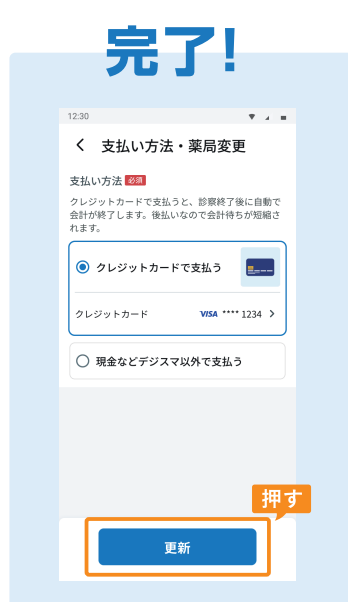 完了!
12:30
支払い方法・薬局変更
支払い方法 必須
クレジットカードで支払うと、診察終了後に自動で
会計が終了します。後払いなので会計待ちが短縮さ
れます。
クレジットカードで支払う
クレジットカード VISA **** 1234
現金などデジスマ以外で支払う
押す
更新